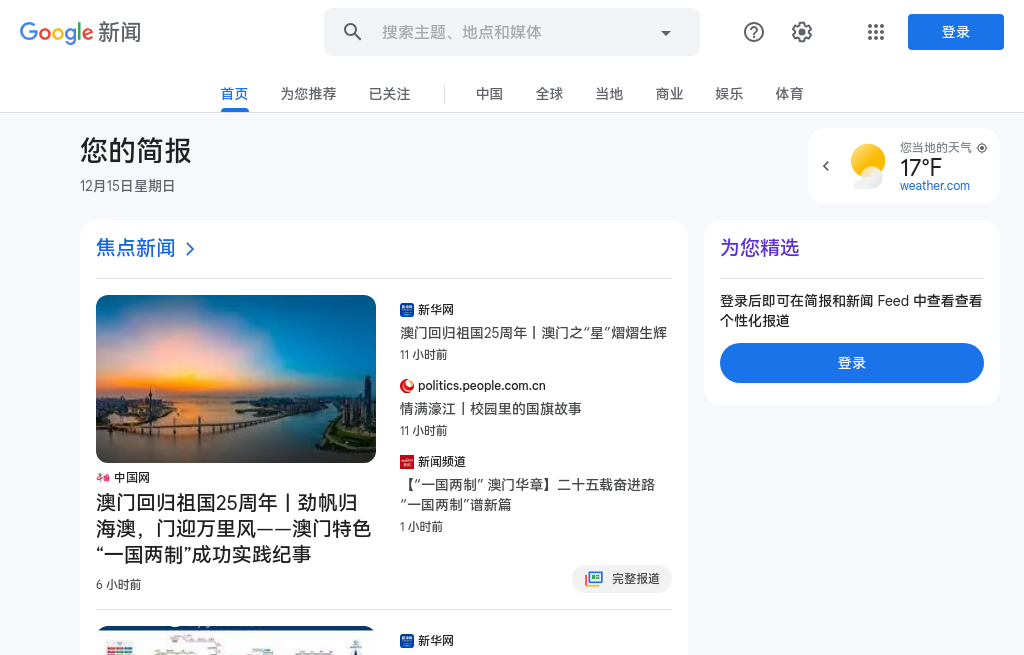 Google 新闻
搜索主题、地点和媒体
登录
首页
为您推荐
已关注
中国
全球
当地
商业
娱乐
体育
您的简报
12月15日星期日
您当地的天气
17°F
weather.com
焦点新闻
中国网
澳门回归祖国25周年丨劲帆归
海澳，门迎万里风——澳门特色
“一国两制”成功实践纪事
6 小时前
新华网
澳门回归祖国25周年丨澳门之“星”熠熠生辉
11 小时前
politics.people.com.cn
情满濠江丨校园里的国旗故事
11 小时前
新闻频道
【“一国两制” 澳门华章】二十五载奋进路
“一国两制”谱新篇
1 小时前
完整报道
新华网
为您精选
登录后即可在简报和新闻 Feed 中查看查看
个性化报道
登录